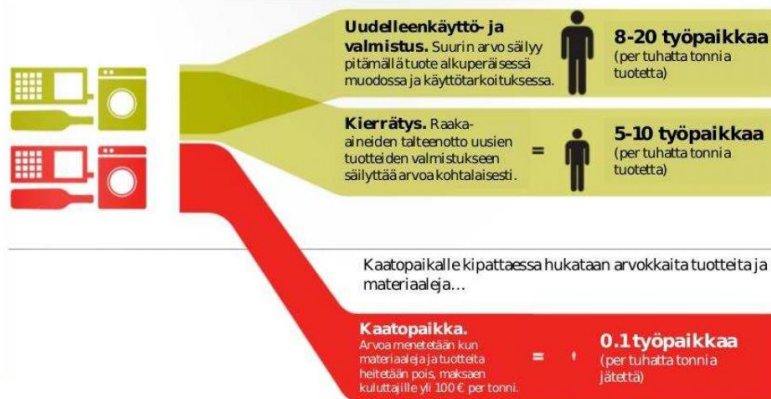 Uudelleenkäyttö- ja
valmistus. Suurin arvo säilyy
pitämällä tuote alkuperäisessä
muodossa ja käyttötarkoituksessa.
8-20 työpaikkaa
(per tuhatta tonnia
tuotetta)
Kierrätys. Raaka-
aineiden talteenotto uusien
tuotteiden valmistukseen
säilyttää arvoa kohtalaisesti.
=
5-10 työpaikkaa
(per tuhatta tonnia
tuotetta)
Kaatopaikalle kipattaessa hukataan arvokkaita tuotteita ja
materiaaleja...
Kaatopaikka.
Arvoa menetetään kun
materiaaleja ja tuotteita
heitetään pois, maksaen
kuluttajille yli 100 € per tonni.
=
0.1 työpaikkaa
(per tuhatta tonnia
jätettä)